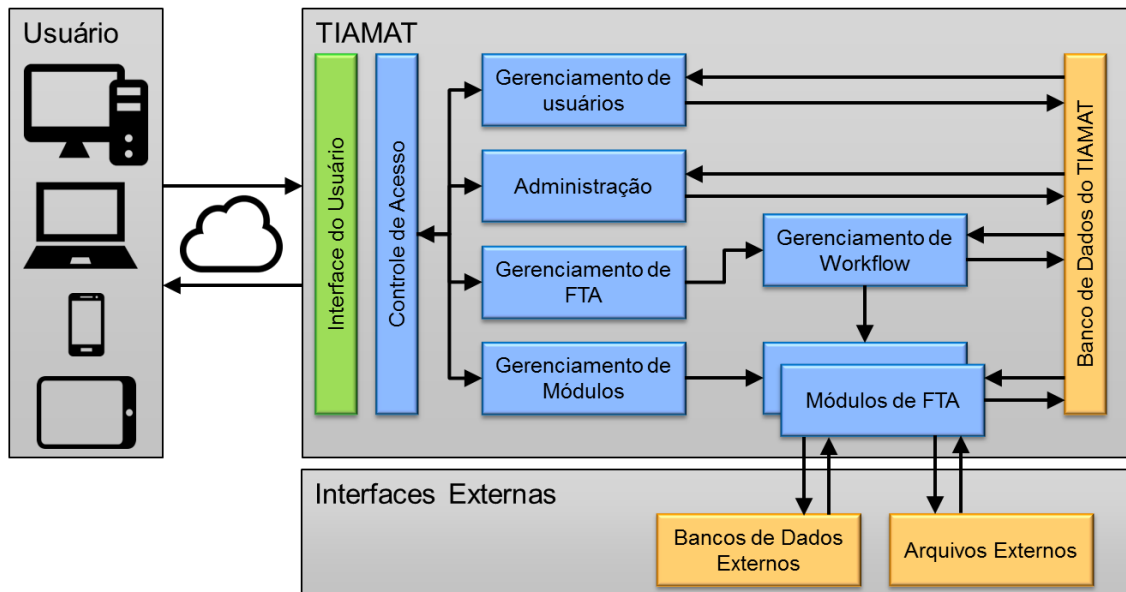 Usuário
TIAMAT
Interface do Usuário
Controle de Acesso
Gerenciamento de
usuários
Administração
Gerenciamento de
FTA
Gerenciamento de
Módulos
Gerenciamento de
Workflow
Módulos de FTA
Banco de Dados do TIAMAT
Interfaces Externas
Bancos de Dados
Externos
Arquivos Externos